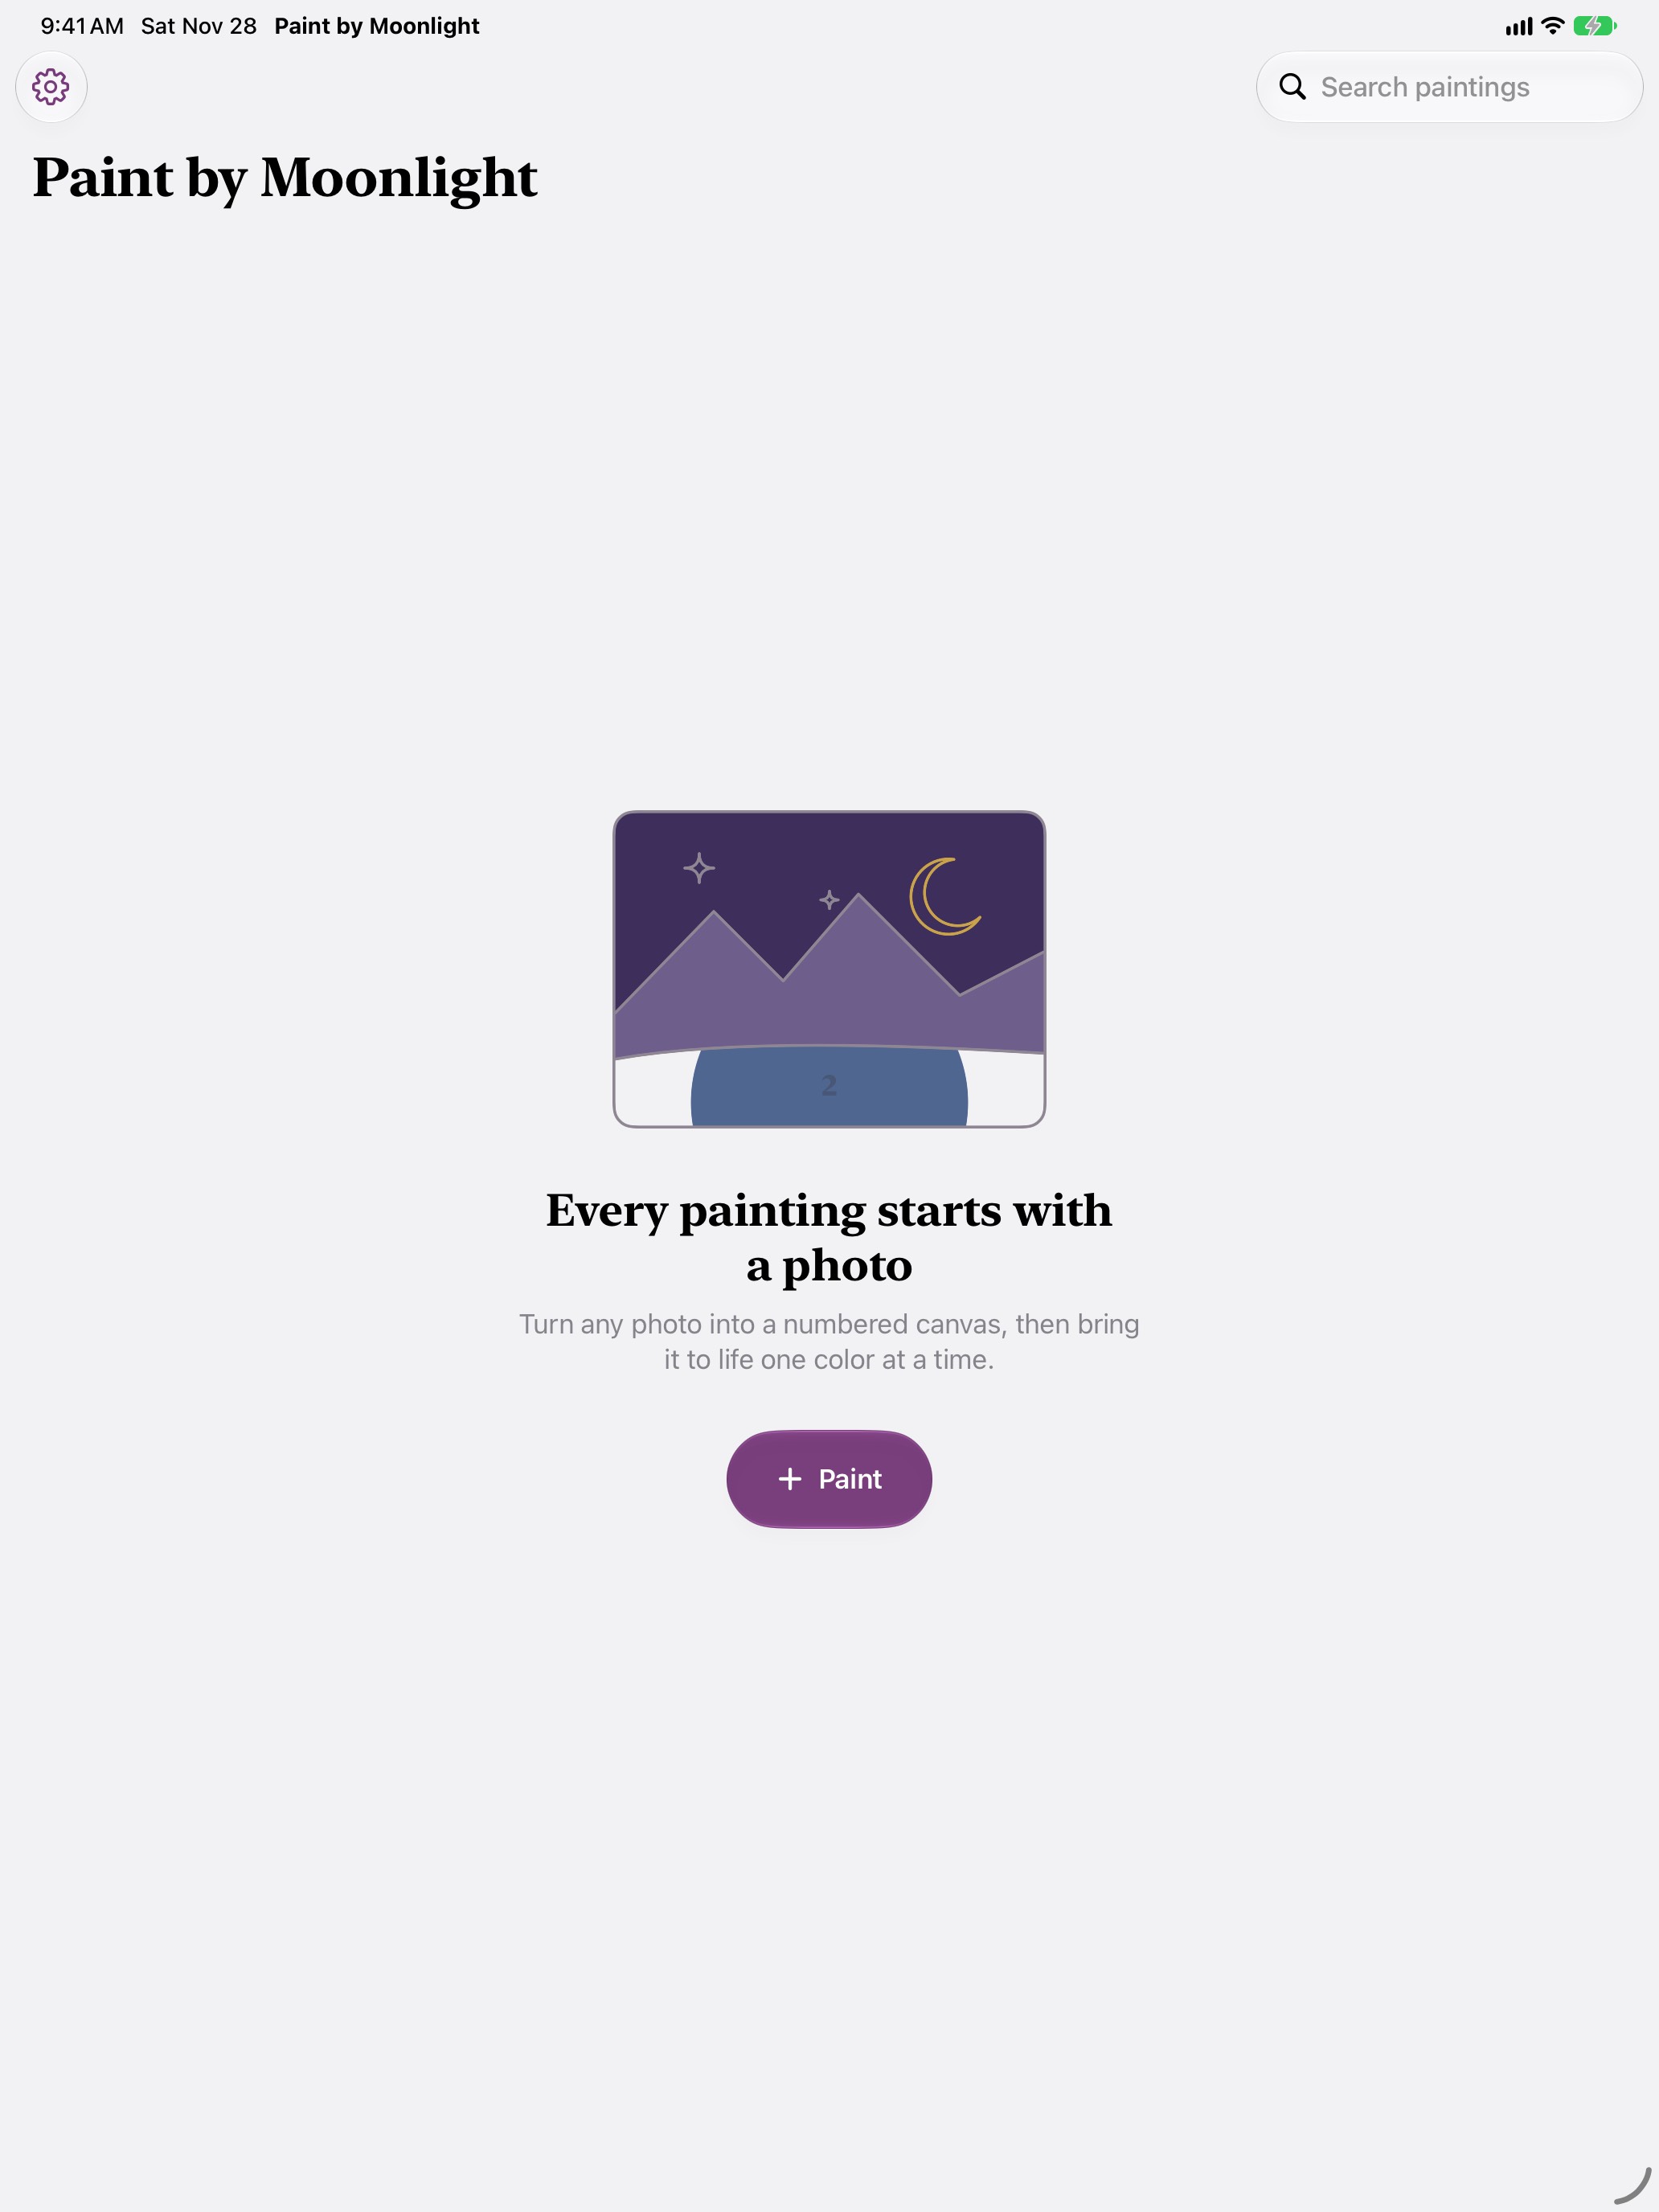 9:41 AM Sat Nov 28 Paint by Moonlight
Search paintings
Paint by Moonlight
2
Every painting starts with
a photo
Turn any photo into a numbered canvas, then bring
it to life one color at a time.
+ Paint